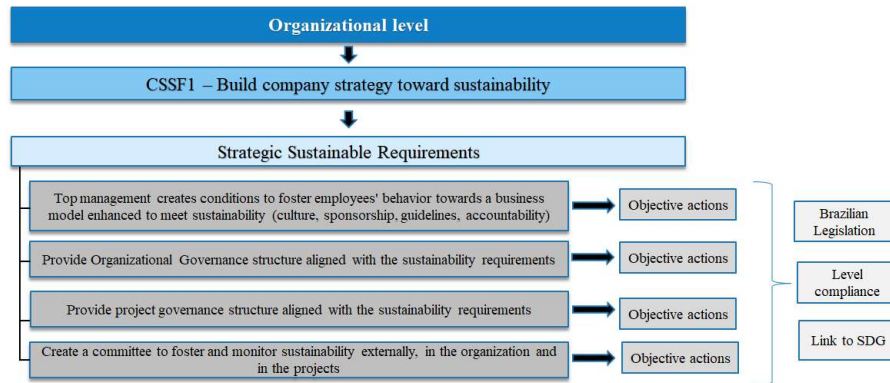 Organizational level
CSSF1 – Build company strategy toward sustainability
Strategic Sustainable Requirements
Top management creates conditions to foster employees' behavior towards a business
model enhanced to meet sustainability (culture, sponsorship, guidelines, accountability)
Objective actions
Provide Organizational Governance structure aligned with the sustainability requirements
Objective actions
Provide project governance structure aligned with the sustainability requirements
Objective actions
Create a committee to foster and monitor sustainability externally, in the organization and
in the projects
Objective actions
Brazilian
Legislation
Level
compliance
Link to SDG